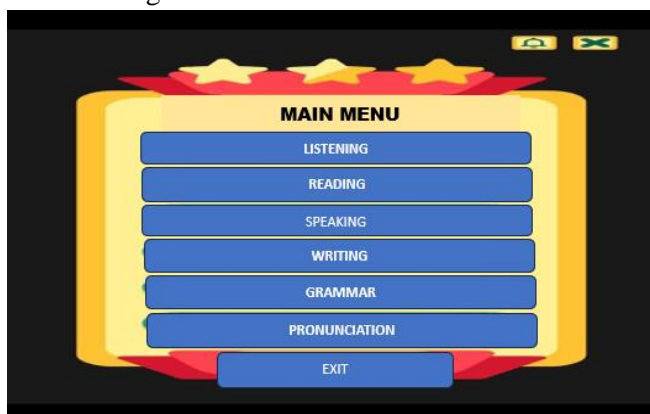 MAIN MENU
LISTENING
READING
SPEAKING
WRITING
GRAMMAR
PRONUNCIATION
EXIT